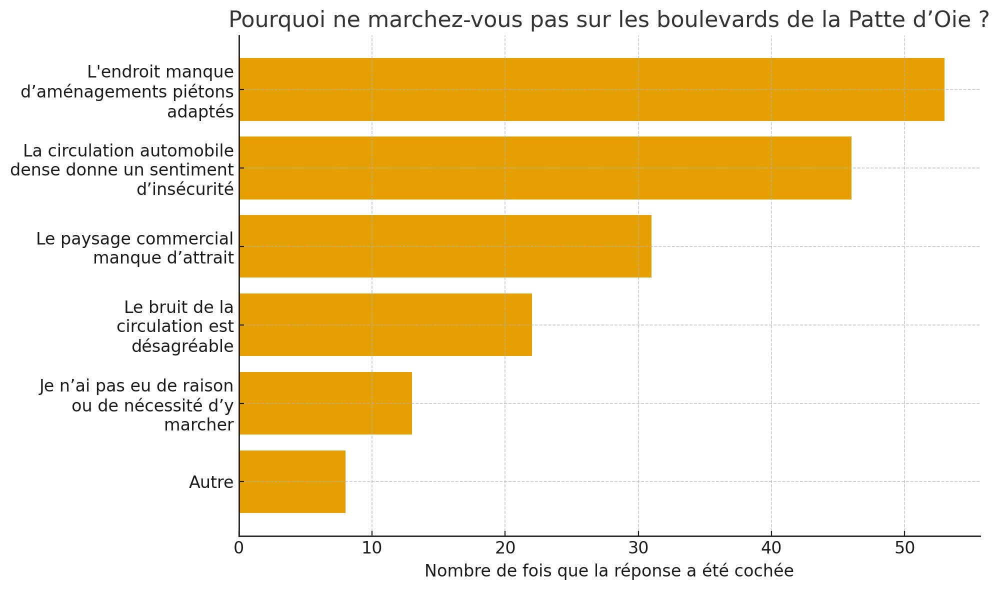 Pourquoi ne marchez-vous pas sur les boulevards de la Patte d’Oie ?
L'endroit manque
d’aménagements piétons
adaptés
La circulation automobile
dense donne un sentiment
d’insécurité
Le paysage commercial
manque d’attrait
Le bruit de la
circulation est
désagréable
Je n’ai pas eu de raison
ou de nécessité d’y
marcher
Autre
0 10 20 30 40 50
Nombre de fois que la réponse a été cochée